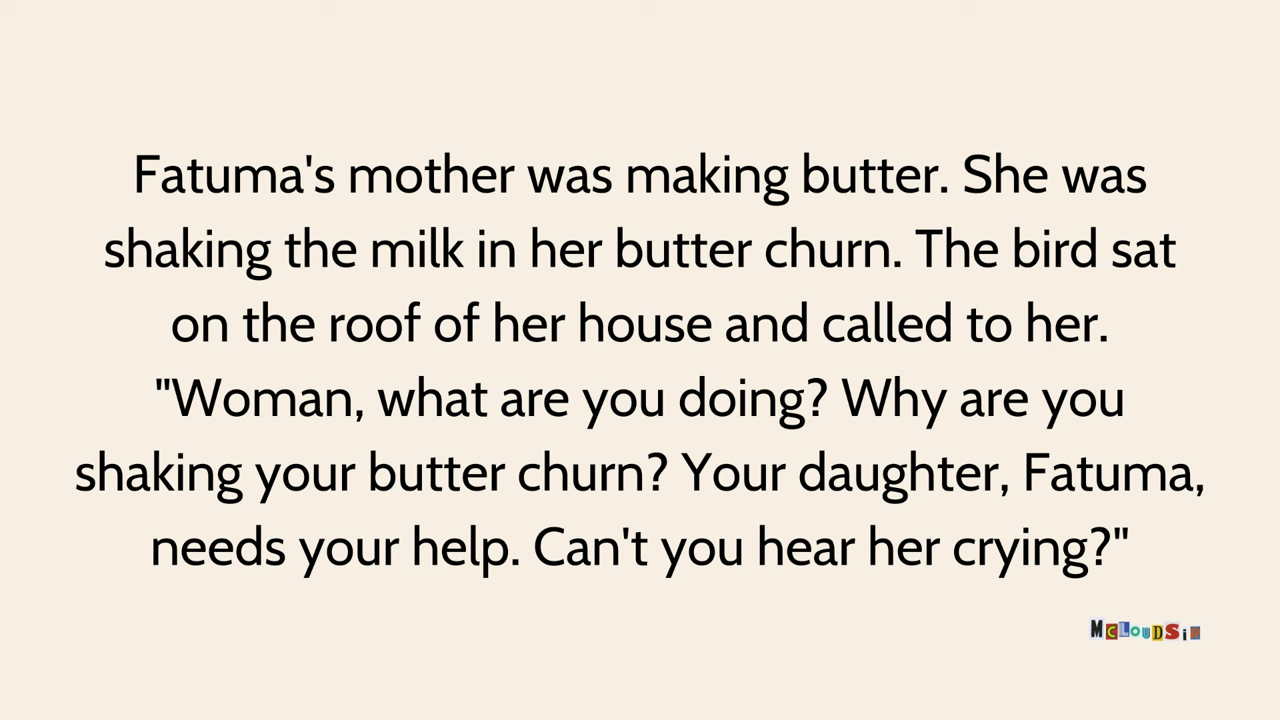 Fatuma's mother was making butter. She was
shaking the milk in her butter churn. The bird sat
on the roof of her house and called to her.
"Woman, what are you doing? Why are you
shaking your butter churn? Your daughter, Fatuma,
needs your help. Can't you hear her crying?"